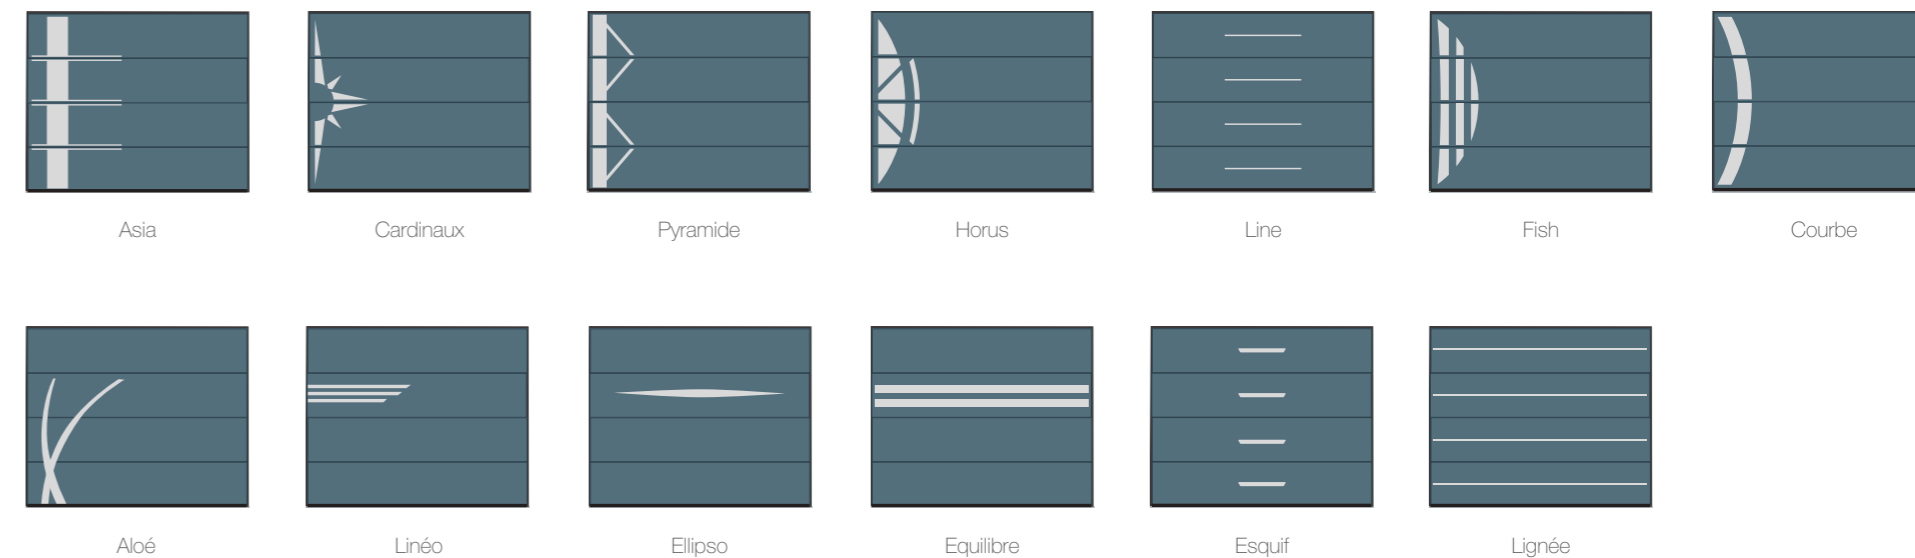 Asia
Cardinaux
Pyramide
Horus
Line
Fish
Courbe
Aloé
Linéo
Ellipso
Equilibre
Esquif
Lignée